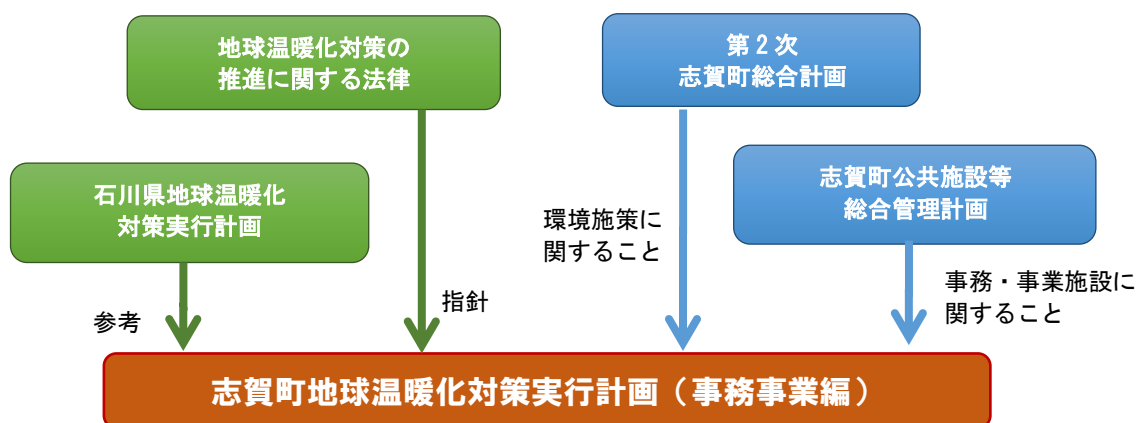 地球温暖化対策の
推進に関する法律
第2次
志賀町総合計画
石川県地球温暖化
対策実行計画
志賀町公共施設等
総合管理計画
環境施策に
関すること
事務・事業施設に
関すること
参考
指針
志賀町地球温暖化対策実行計画（事務事業編）